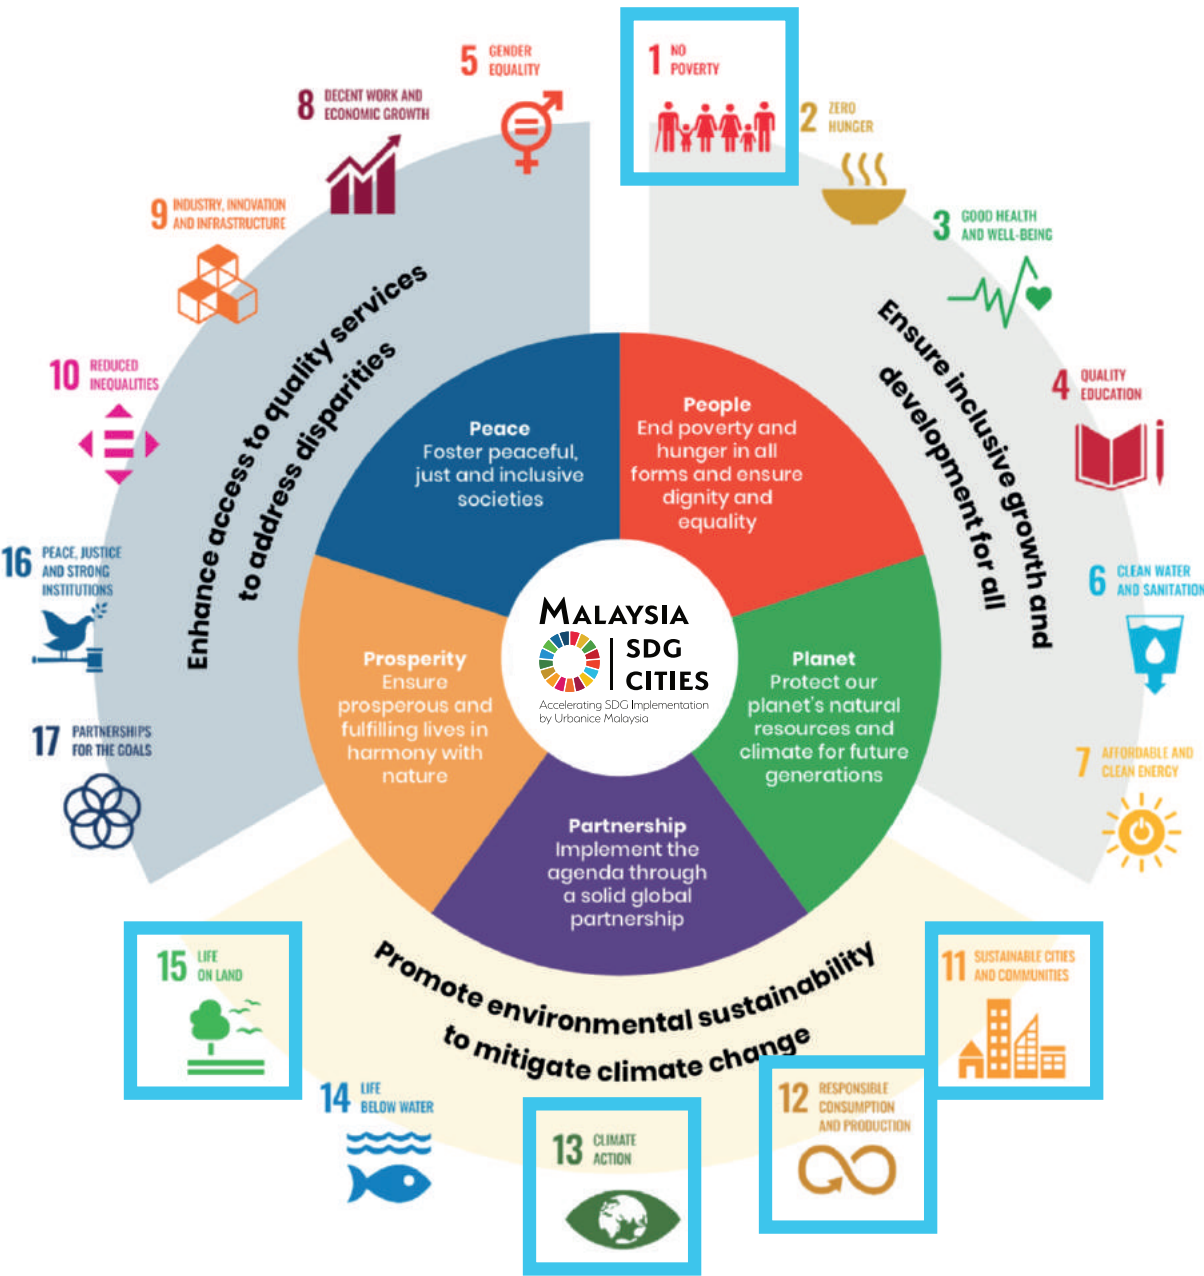 5 GENDER
EQUALITY
1 NO
POVERTY
8 DECENT WORK AND
ECONOMIC GROWTH
2 ZERO
HUNGER
9 INDUSTRY, INNOVATION
AND INFRASTRUCTURE
3 GOOD HEALTH
AND WELL-BEING
10 REDUCED
INEQUALITIES
4 QUALITY
EDUCATION
16 PEACE, JUSTICE
AND STRONG
INSTITUTIONS
6 CLEAN WATER
AND SANITATION
17 PARTNERSHIPS
FOR THE GOALS
7 AFFORDABLE AND
CLEAN ENERGY
Enhance access to quality services
to address disparities
Ensure inclusive growth and
development for all
Peace
Foster peaceful,
just and inclusive
societies
People
End poverty and
hunger in all
forms and ensure
dignity and
equality
MALAYSIA
SDG
CITIES
Accelerating SDG Implementation
by Urbanice Malaysia
Prosperity
Ensure
prosperous and
fulfilling lives in
harmony with
nature
Planet
Protect our
planet's natural
resources and
climate for future
generations
Partnership
Implement the
agenda through
a solid global
partnership
Promote environmental sustainability
to mitigate climate change
15 LIFE
ON LAND
11 SUSTAINABLE CITIES
AND COMMUNITIES
14 LIFE
BELOW WATER
12 RESPONSIBLE
CONSUMPTION
AND PRODUCTION
13 CLIMATE
ACTION